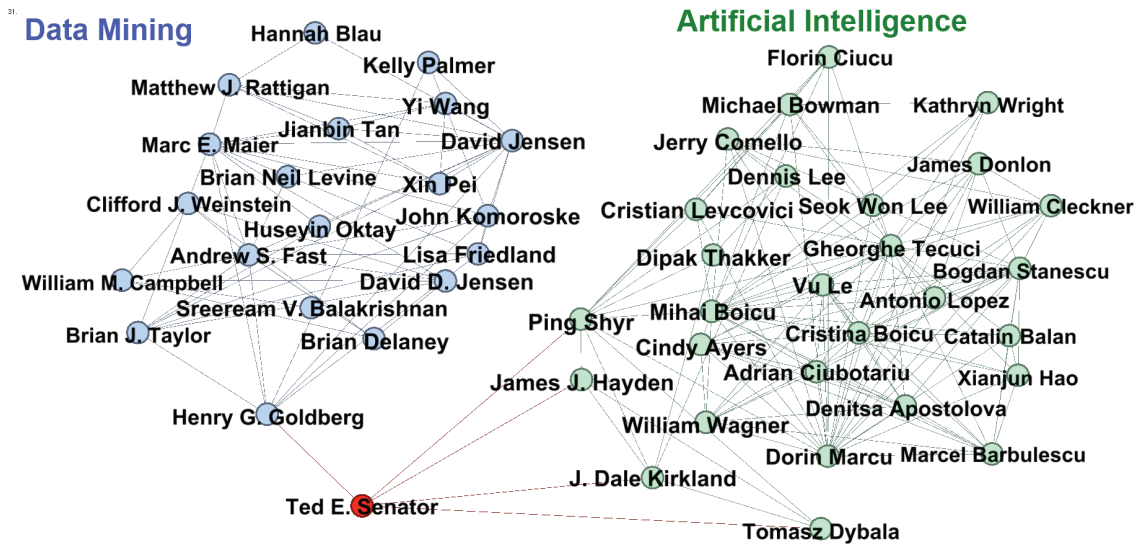 31.
Data Mining
Artificial Intelligence
Hannah Blau
Kelly Palmer
Matthew J. Rattigan
Yi Wang
Jianbin Tan
Marc E. Maier
David Jensen
Brian Neil Levine
Xin Pei
Clifford J. Weinstein
John Komoroske
Huseyin Oktay
Andrew S. Fast
Lisa Friedland
William M. Campbell
David D. Jensen
Sreeream V. Balakrishnan
Brian J. Taylor
Brian Delaney
Henry G. Goldberg
Ted E. Senator
Florin Ciucu
Michael Bowman
Kathryn Wright
Jerry Comello
James Donlon
Dennis Lee
Cristian Levcovici
Seok Won Lee
William Cleckner
Gheorghe Tecuci
Dipak Thakker
Bogdan Stanescu
Vu Le
Antonio Lopez
Mihai Boicu
Ping Shyr
Cristina Boicu
Catalin Balan
Cindy Ayers
Adrian Ciubotariu
Xianjun Hao
James J. Hayden
Denitsa Apostolova
William Wagner
Dorin Marcu
Marcel Barbulescu
J. Dale Kirkland
Tomasz Dybala